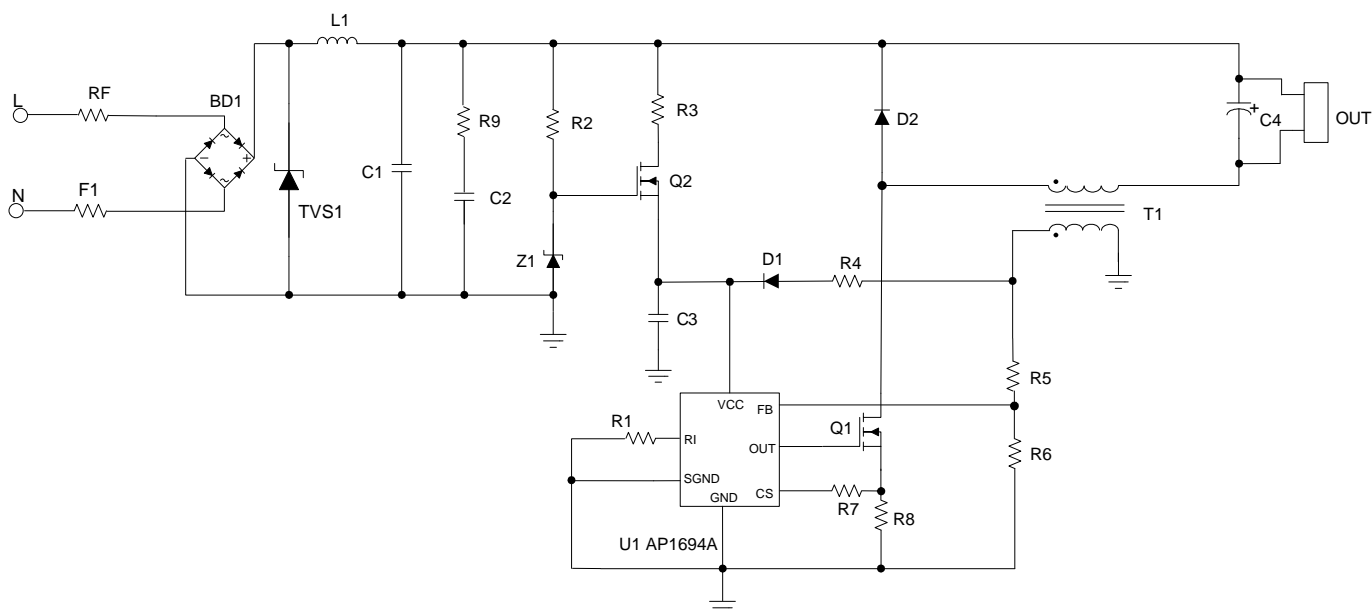 L1
L
RF
BD1
~
-
+
~
R9
R2
R3
D2
+
C4
OUT
N
F1
TVS1
C1
C2
Q2
T1
Z1
D1
R4
C3
R5
VCC
FB
R1
RI
OUT
Q1
R6
SGND
GND
CS
R7
R8
U1 AP1694A